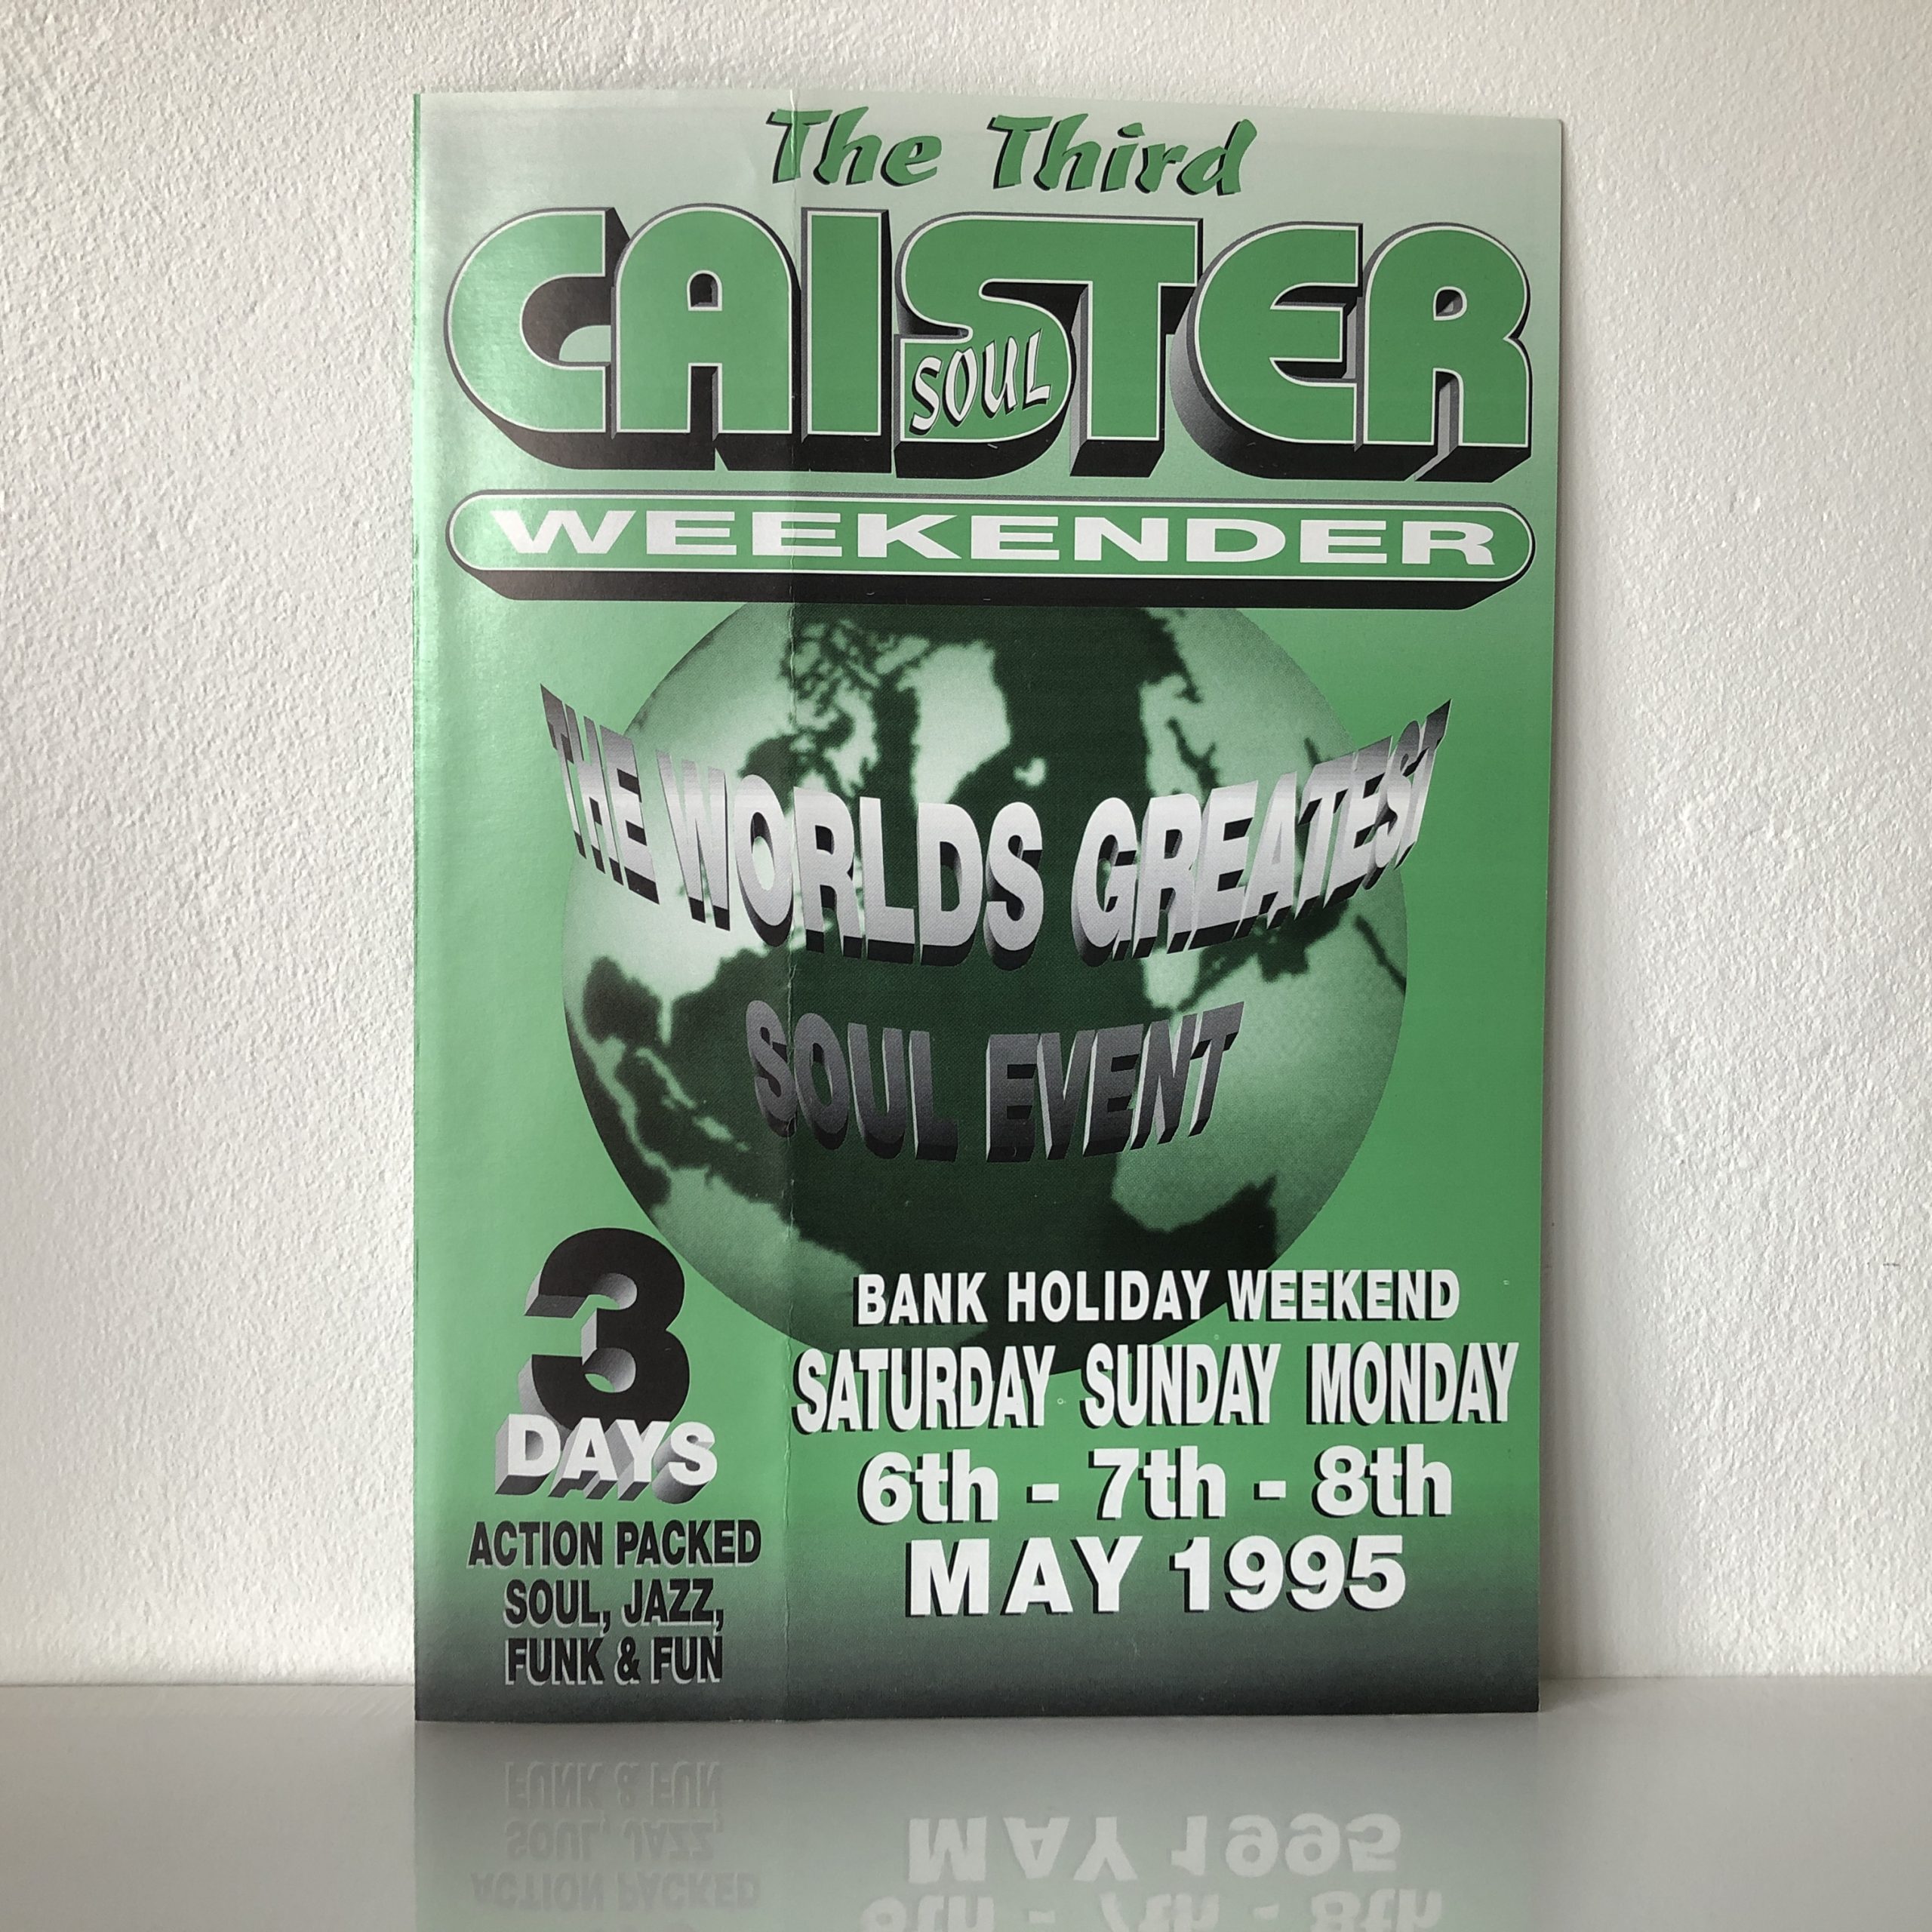 The Third
CAISTER
SOUL
WEEKENDER
THE WORLDS GREATEST
SOUL EVENT
3
DAYS
ACTION PACKED
SOUL, JAZZ,
FUNK & FUN
BANK HOLIDAY WEEKEND
SATURDAY SUNDAY MONDAY
6th - 7th - 8th
MAY 1995